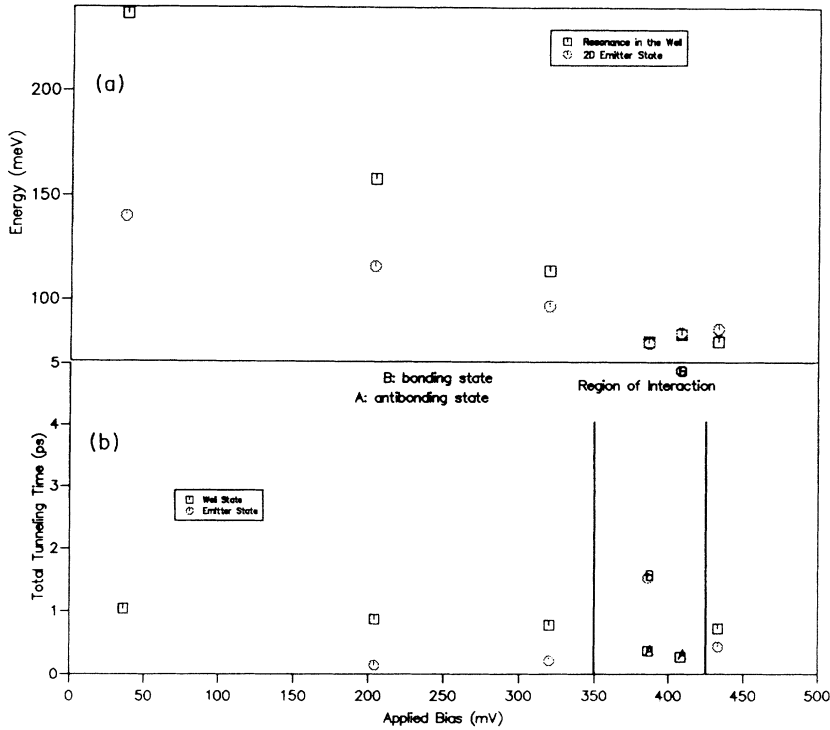 Resonance in the Well
2D Emitter State
(a)
200
150
100
Energy (meV)
5
B: bonding state
A: antibonding state
Region of Interaction
4
(b)
3
Well State
Emitter State
2
1
0
Total Tunneling Time (ps)
B
A
A
0 50 100 150 200 250 300 350 400 450 500
Applied Bias (mV)